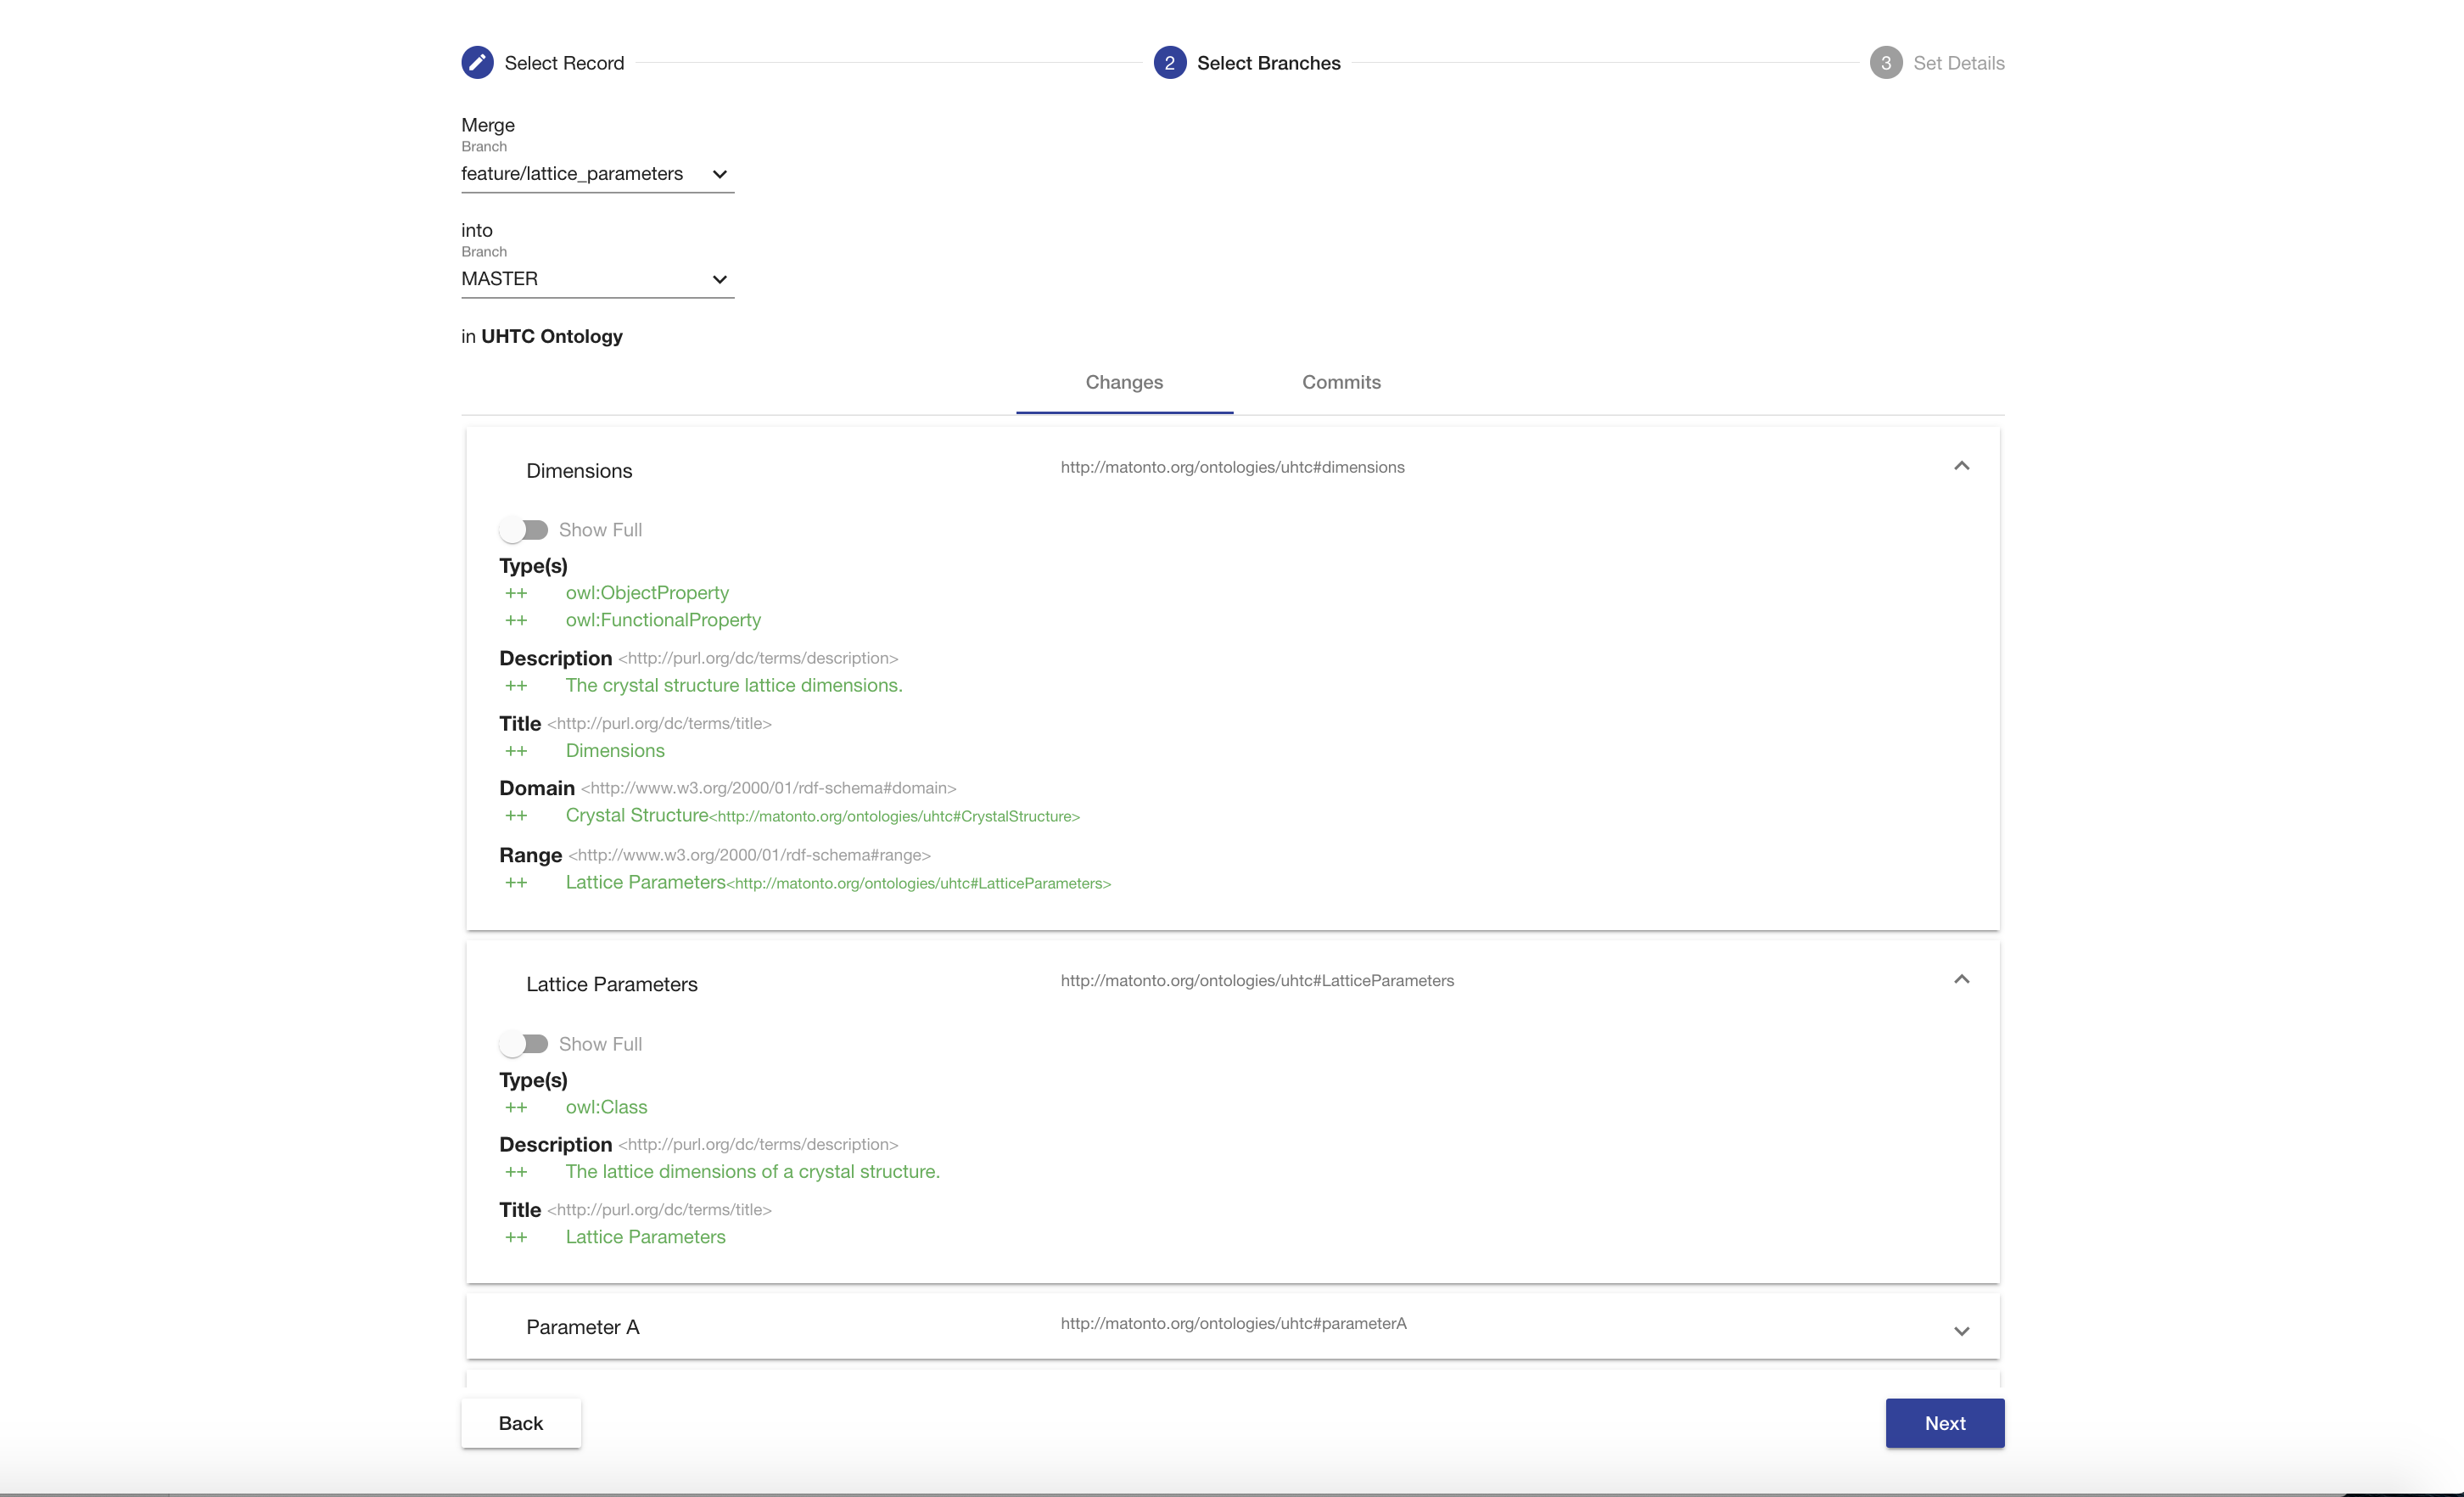 Select Record
2 Select Branches
3 Set Details
Merge
Branch
feature/lattice_parameters
into
Branch
MASTER
in UHTC Ontology
Changes Commits
Dimensions http://matonto.org/ontologies/uhtc#dimensions
Show Full
Type(s)
++ owl:ObjectProperty
++ owl:FunctionalProperty
Description <http://purl.org/dc/terms/description>
++ The crystal structure lattice dimensions.
Title <http://purl.org/dc/terms/title>
++ Dimensions
Domain <http://www.w3.org/2000/01/rdf-schema#domain>
++ Crystal Structure<http://matonto.org/ontologies/uhtc#CrystalStructure>
Range <http://www.w3.org/2000/01/rdf-schema#range>
++ Lattice Parameters<http://matonto.org/ontologies/uhtc#LatticeParameters>
Lattice Parameters http://matonto.org/ontologies/uhtc#LatticeParameters
Show Full
Type(s)
++ owl:Class
Description <http://purl.org/dc/terms/description>
++ The lattice dimensions of a crystal structure.
Title <http://purl.org/dc/terms/title>
++ Lattice Parameters
Parameter A http://matonto.org/ontologies/uhtc#parameterA
Back Next